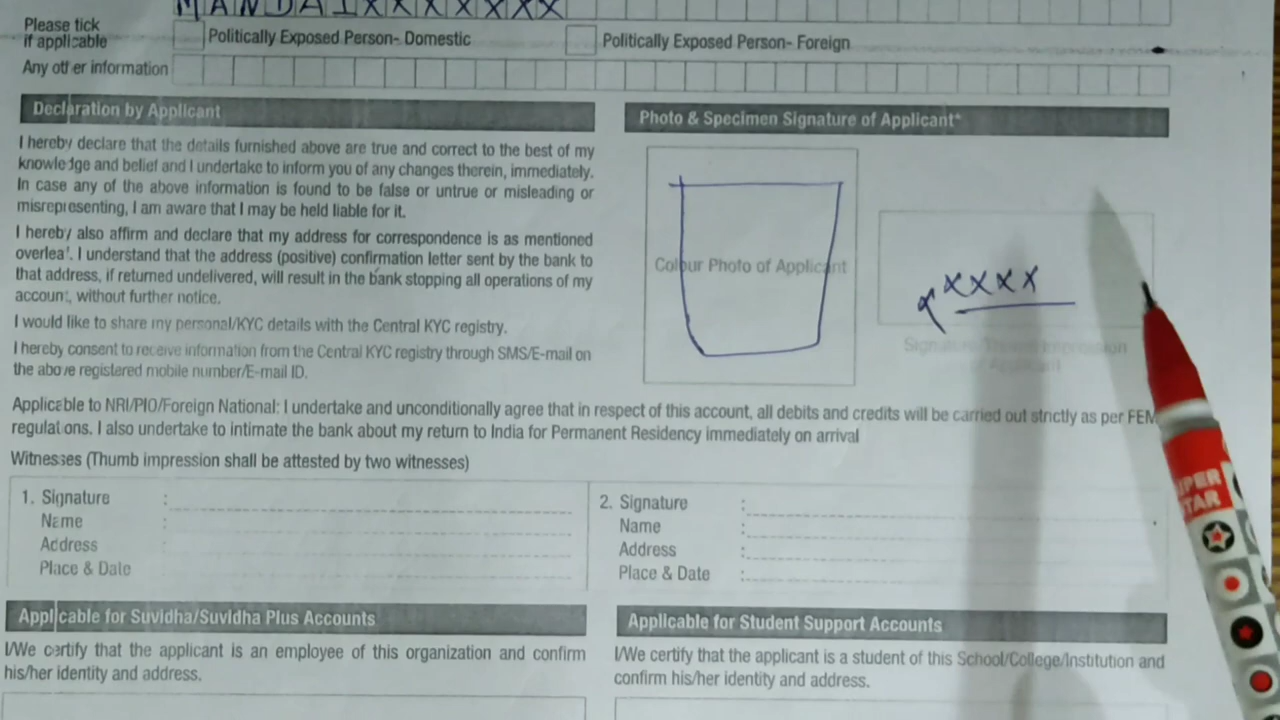 MANDAIXXXXXXX
Please tick
if applicable
Politically Exposed Person- Domestic
Politically Exposed Person- Foreign
Any other information
Declaration by Applicant
I hereby declare that the details furnished above are true and correct to the best of my
knowledge and belief and I undertake to inform you of any changes therein, immediately.
In case any of the above information is found to be false or untrue or misleading or
misrepresenting, I am aware that I may be held liable for it.
I hereby also affirm and declare that my address for correspondence is as mentioned
overleaf. I understand that the address (positive) confirmation letter sent by the bank to
that address, if returned undelivered, will result in the bank stopping all operations of my
account, without further notice.
I would like to share my personal/KYC details with the Central KYC registry.
I hereby consent to receive information from the Central KYC registry through SMS/E-mail on
the above registered mobile number/E-mail ID.
Photo & Specimen Signature of Applicant*
Colour Photo of Applicant
xxxx
Signature/Thumb Impression
of Applicant
Applicable to NRI/PIO/Foreign National: I undertake and unconditionally agree that in respect of this account, all debits and credits will be carried out strictly as per FEM
regulations. I also undertake to intimate the bank about my return to India for Permanent Residency immediately on arrival
Witnesses (Thumb impression shall be attested by two witnesses)
1. Signature :
Name :
Address :
Place & Date :
2. Signature :
Name :
Address :
Place & Date :
Applicable for Suvidha/Suvidha Plus Accounts
I/We certify that the applicant is an employee of this organization and confirm
his/her identity and address.
Applicable for Student Support Accounts
I/We certify that the applicant is a student of this School/College/Institution and
confirm his/her identity and address.
UPER
STAR